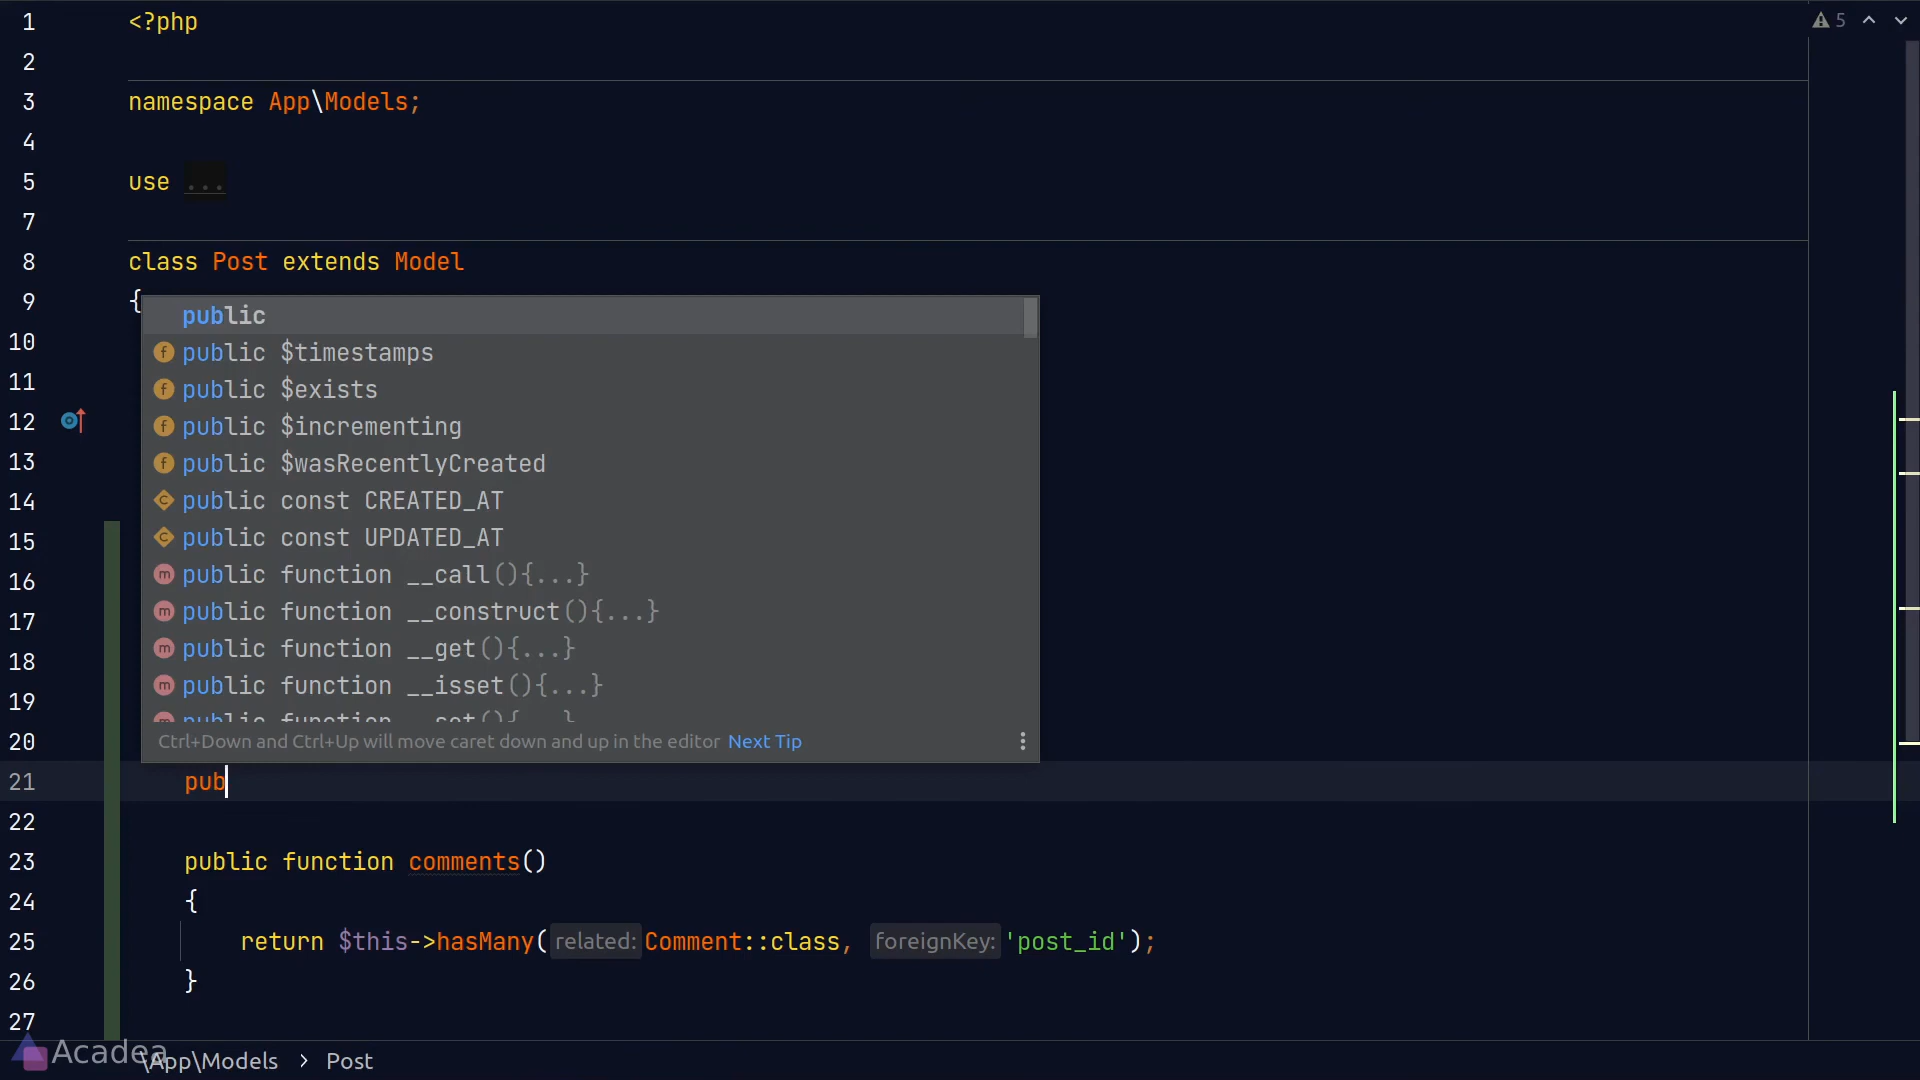 1 <?php
2
3 namespace App\Models;
4
5 use ...
7
8 class Post extends Model
9 {
10
11
12
13
14
15
16
17
18
19
20
public
public $timestamps
public $exists
public $incrementing
public $wasRecentlyCreated
public const CREATED_AT
public const UPDATED_AT
public function __call(){...}
public function __construct(){...}
public function __get(){...}
public function __isset(){...}
public function __set(){...}
Ctrl+Down and Ctrl+Up will move caret down and up in the editor Next Tip
21 pub
22
23 public function comments()
24 {
25 return $this->hasMany( related: Comment::class, foreignKey: 'post_id');
26 }
27
Acadea
\App\Models > Post
5